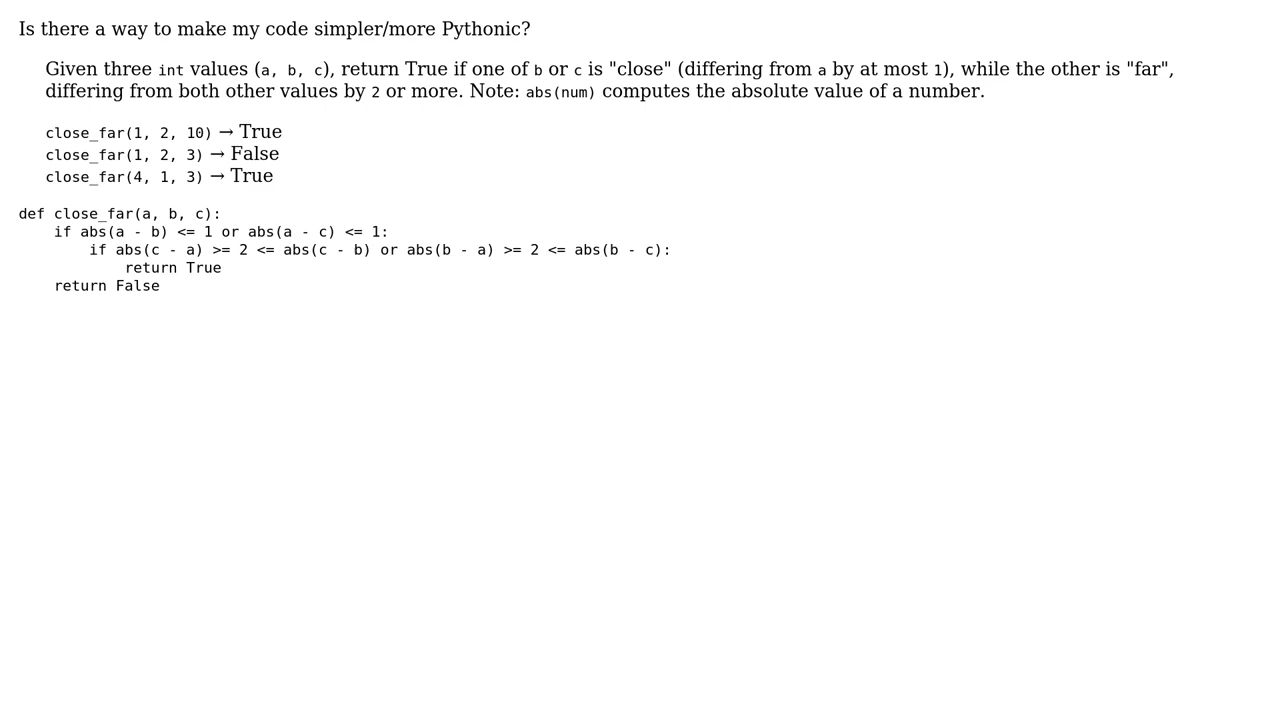 Is there a way to make my code simpler/more Pythonic?
Given three int values (a, b, c), return True if one of b or c is "close" (differing from a by at most 1), while the other is "far",
differing from both other values by 2 or more. Note: abs(num) computes the absolute value of a number.
close_far(1, 2, 10) → True
close_far(1, 2, 3) → False
close_far(4, 1, 3) → True
def close_far(a, b, c):
    if abs(a - b) <= 1 or abs(a - c) <= 1:
        if abs(c - a) >= 2 <= abs(c - b) or abs(b - a) >= 2 <= abs(b - c):
            return True
    return False